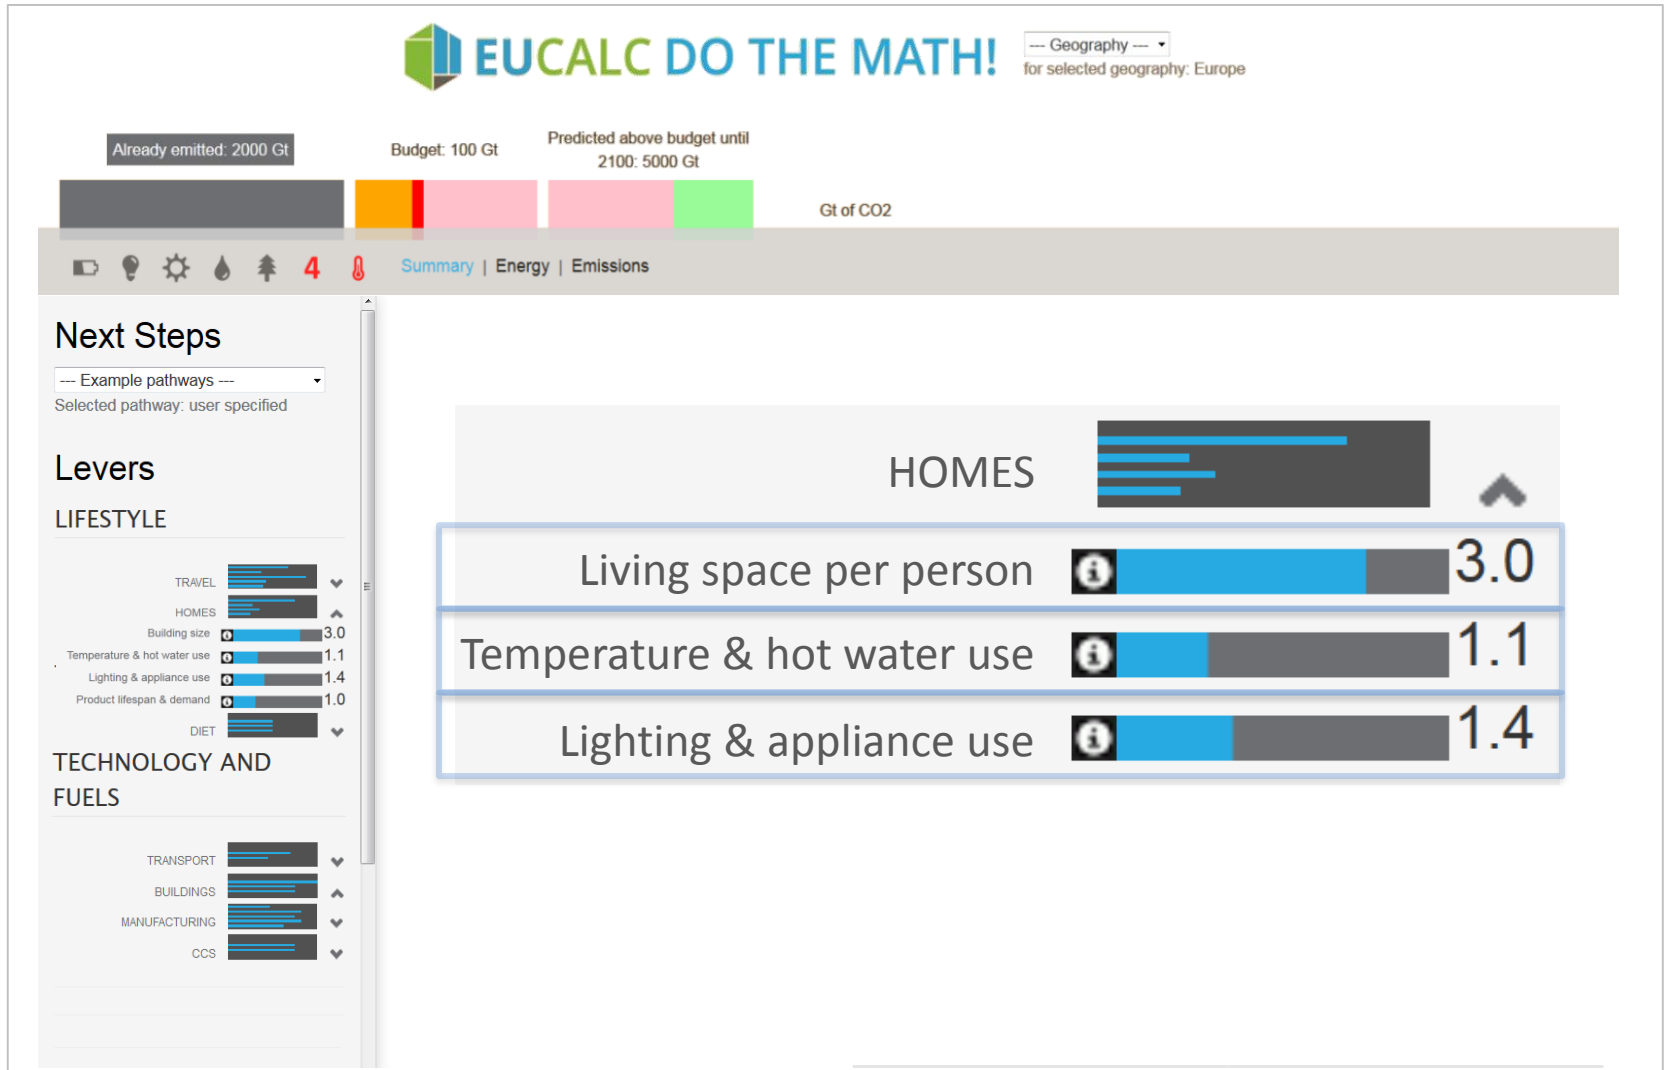 EUCALC DO THE MATH!
--- Geography ---
for selected geography: Europe
Already emitted: 2000 Gt
Budget: 100 Gt
Predicted above budget until
2100: 5000 Gt
Gt of CO2
4
Summary | Energy | Emissions
Next Steps
--- Example pathways ---
Selected pathway: user specified
Levers
LIFESTYLE
TRAVEL
HOMES
Building size 3.0
Temperature & hot water use 1.1
Lighting & appliance use 1.4
Product lifespan & demand 1.0
DIET
TECHNOLOGY AND
FUELS
TRANSPORT
BUILDINGS
MANUFACTURING
CCS
HOMES
Living space per person 3.0
Temperature & hot water use 1.1
Lighting & appliance use 1.4